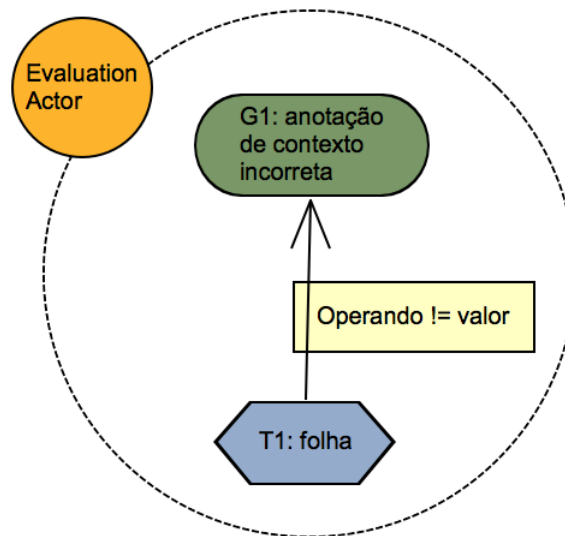 Evaluation
Actor
G1: anotação
de contexto
incorreta
Operando != valor
T1: folha